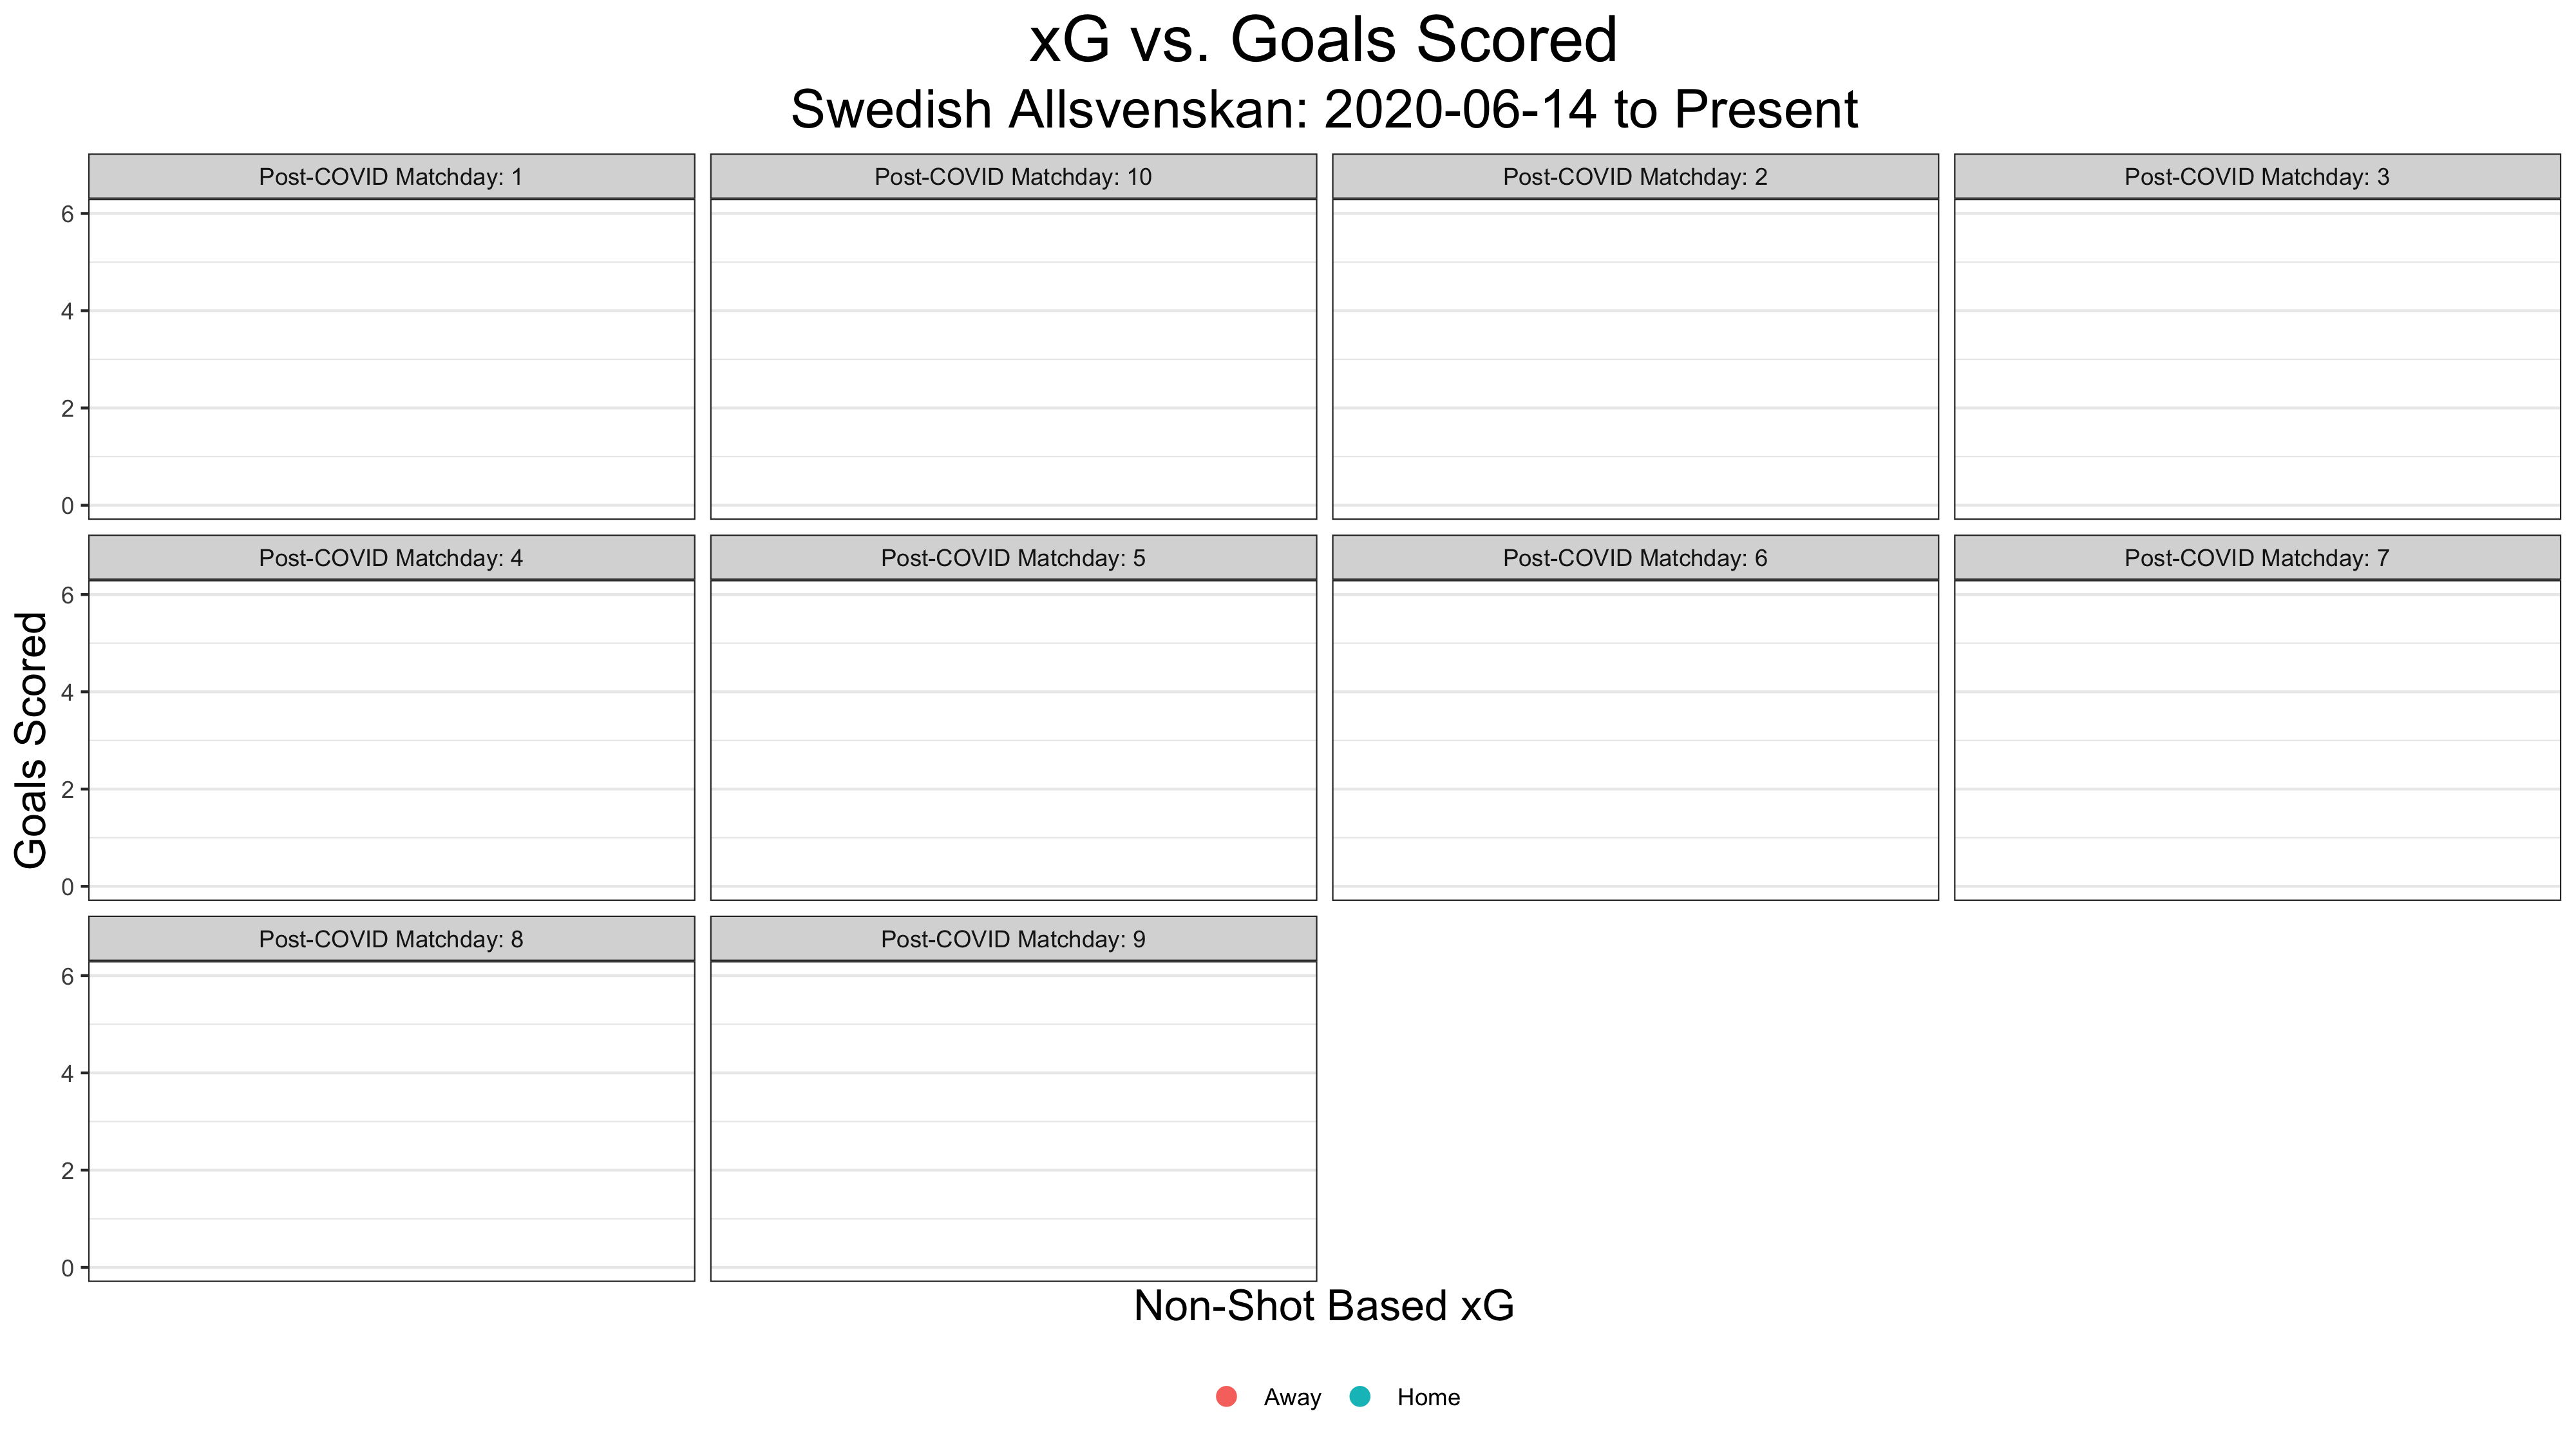 xG vs. Goals Scored
Swedish Allsvenskan: 2020-06-14 to Present
Post-COVID Matchday: 1
Post-COVID Matchday: 10
Post-COVID Matchday: 2
Post-COVID Matchday: 3
6
4
2
0
Post-COVID Matchday: 4
Post-COVID Matchday: 5
Post-COVID Matchday: 6
Post-COVID Matchday: 7
6
4
2
0
Goals Scored
Post-COVID Matchday: 8
Post-COVID Matchday: 9
6
4
2
0
Non-Shot Based xG
Away
Home